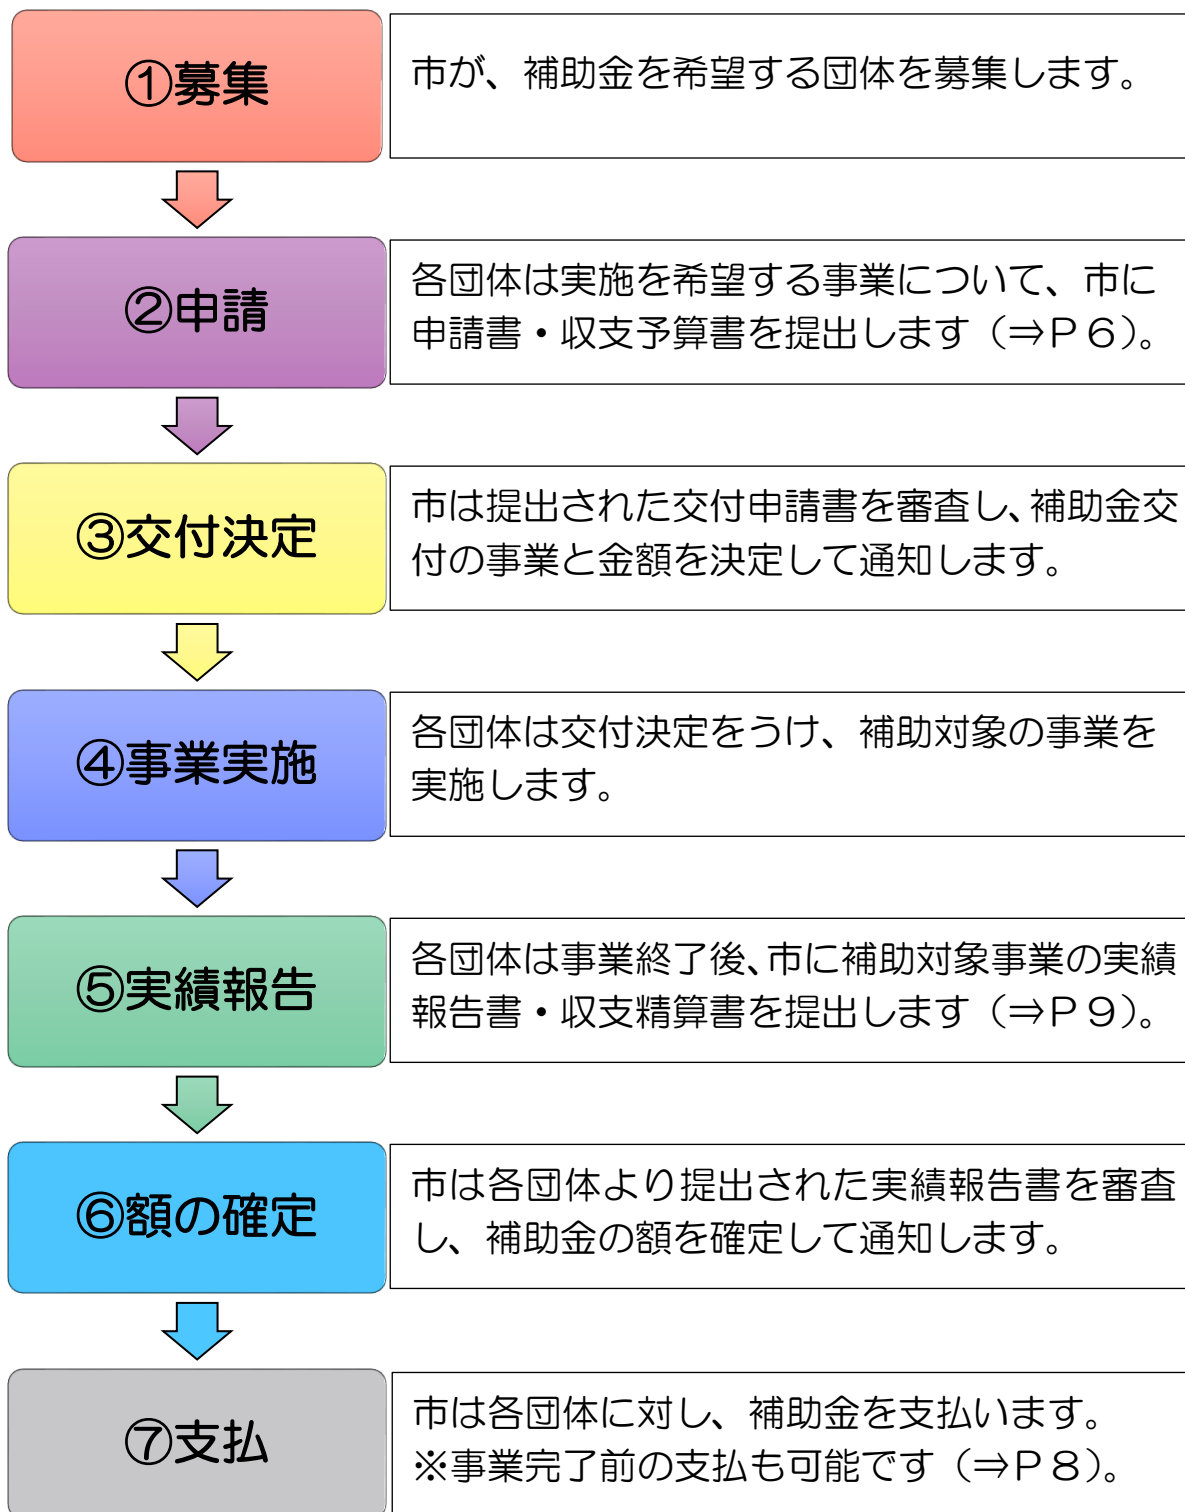 ①募集
市が、補助金を希望する団体を募集します。
②申請
各団体は実施を希望する事業について、市に
申請書・収支予算書を提出します（⇒Ｐ６）。
③交付決定
市は提出された交付申請書を審査し、補助金交
付の事業と金額を決定して通知します。
④事業実施
各団体は交付決定をうけ、補助対象の事業を
実施します。
⑤実績報告
各団体は事業終了後、市に補助対象事業の実績
報告書・収支精算書を提出します（⇒Ｐ９）。
⑥額の確定
市は各団体より提出された実績報告書を審査
し、補助金の額を確定して通知します。
⑦支払
市は各団体に対し、補助金を支払います。
※事業完了前の支払も可能です（⇒Ｐ８）。